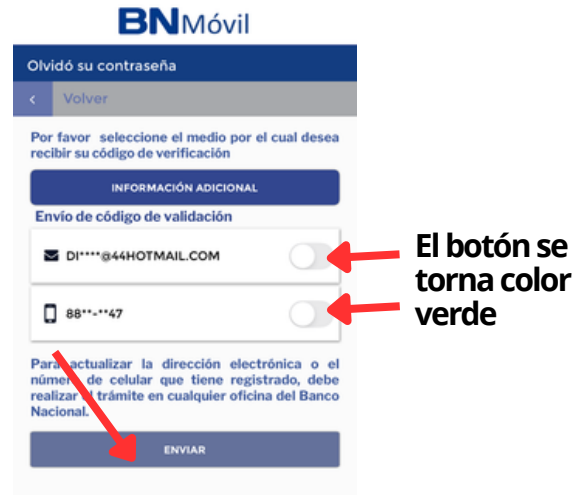 BNMóvil
Olvidó su contraseña
< Volver
Por favor seleccione el medio por el cual desea
recibir su código de verificación
INFORMACIÓN ADICIONAL
Envío de código de validación
DI****@44HOTMAIL.COM
El botón se
torna color
verde
88**-**47
Para actualizar la dirección electrónica o el
número de celular que tiene registrado, debe
realizar el trámite en cualquier oficina del Banco
Nacional.
ENVIAR